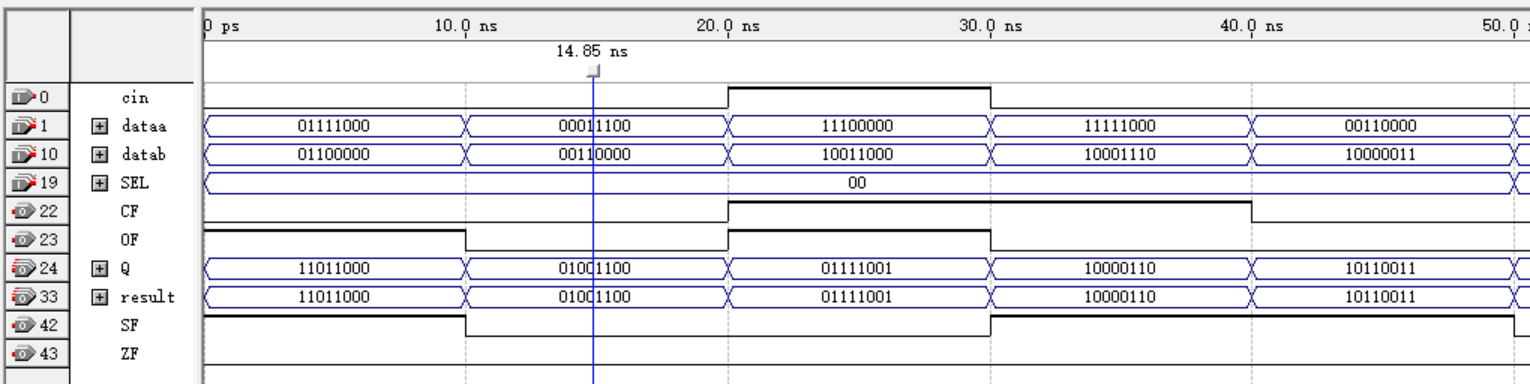 0 ps 10.0 ns 20.0 ns 30.0 ns 40.0 ns 50.0
14.85 ns
0 cin
1 dataa 01111000 00011100 11100000 11111000 00110000
10 datab 01100000 00110000 10011000 10001110 10000011
19 SEL 00
22 CF
23 OF
24 Q 11011000 01001100 01111001 10000110 10110011
33 result 11011000 01001100 01111001 10000110 10110011
42 SF
43 ZF